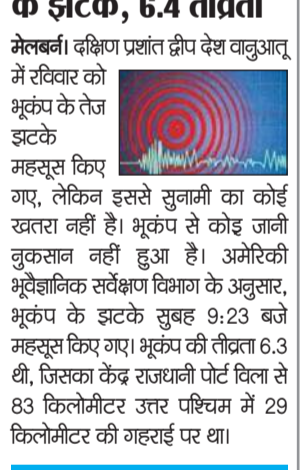 के झटके, 6.4 तीव्रता
मेलबर्न। दक्षिण प्रशांत द्वीप देश वानुआतू
में रविवार को
भूकंप के तेज
झटके
महसूस किए
गए, लेकिन इससे सुनामी का कोई
खतरा नहीं है। भूकंप से कोइ जानी
नुकसान नहीं हुआ है। अमेरिकी
भूवैज्ञानिक सर्वेक्षण विभाग के अनुसार,
भूकंप के झटके सुबह 9:23 बजे
महसूस किए गए। भूकंप की तीव्रता 6.3
थी, जिसका केंद्र राजधानी पोर्ट विला से
83 किलोमीटर उत्तर पश्चिम में 29
किलोमीटर की गहराई पर था।